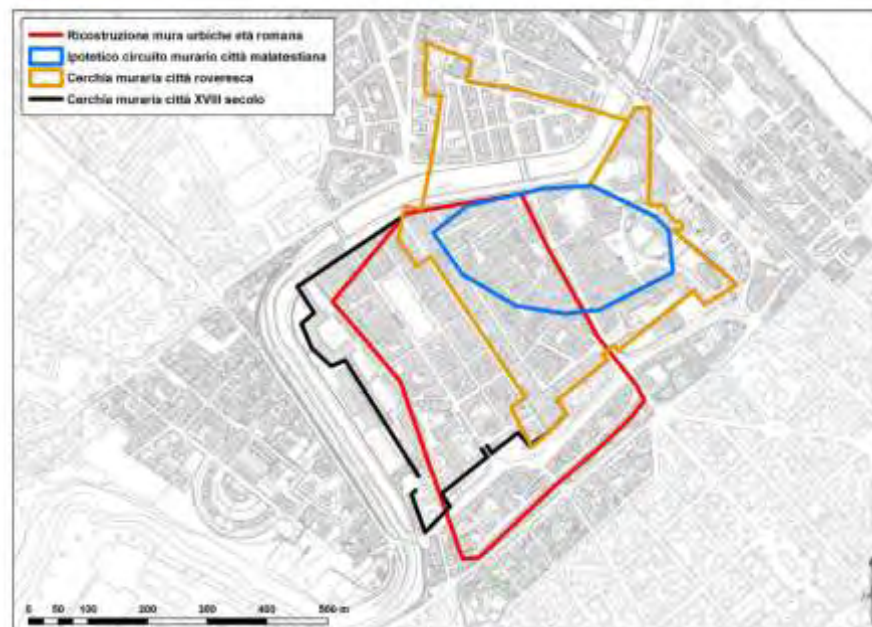 Ricostruzione mura urbiche età romana
Ipotetico circuito murario città malatestiana
Cerchia muraria città roveresca
Cerchia muraria città XVIII secolo
0 50 100 200 300 400 500 m